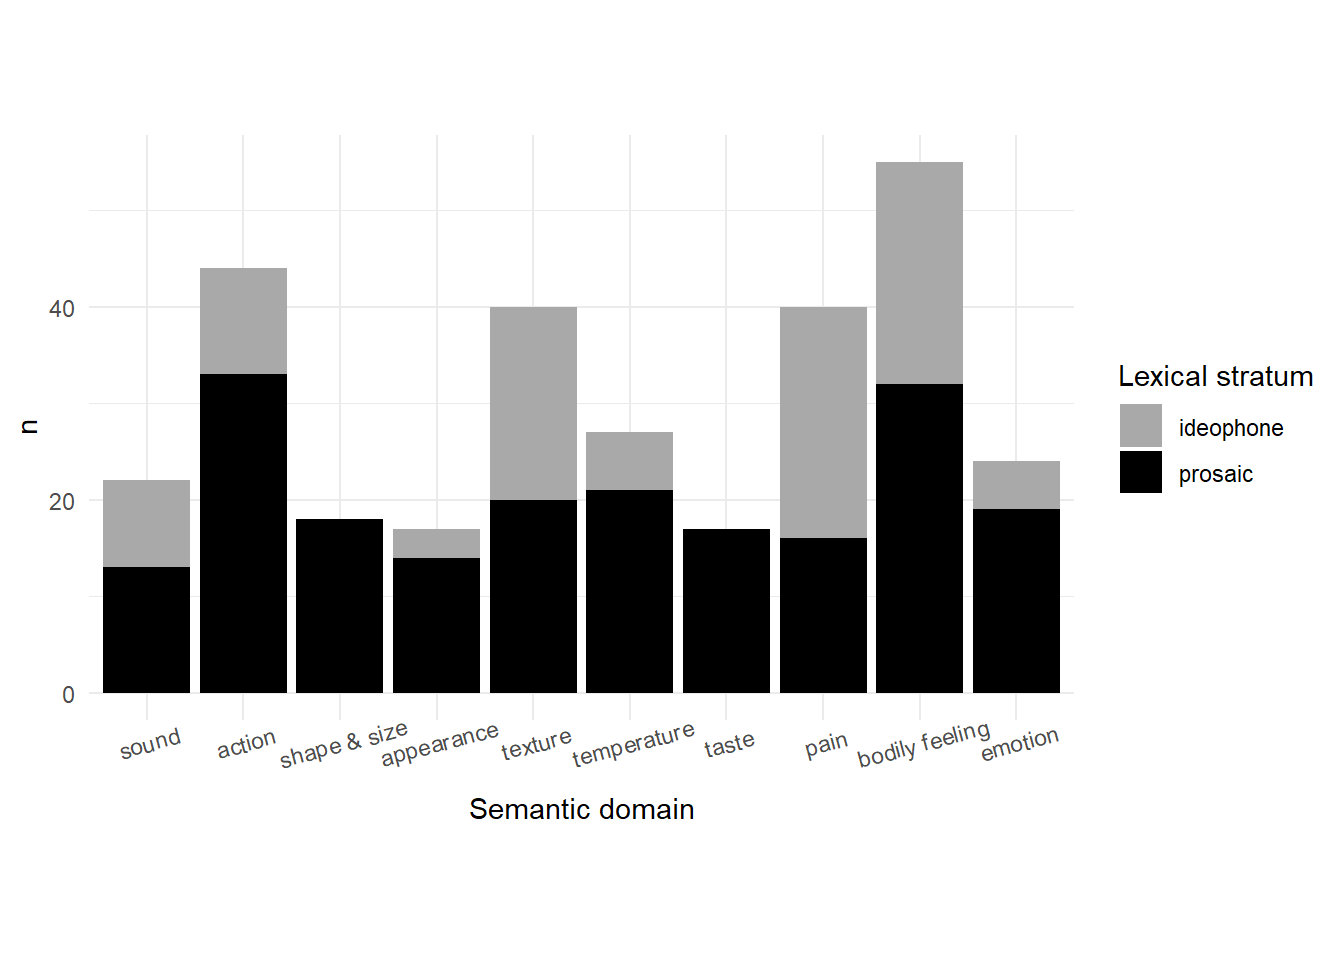 40
20
0
n
sound
action
shape & size
appearance
texture
temperature
taste
pain
bodily feeling
emotion
Semantic domain
Lexical stratum
ideophone
prosaic